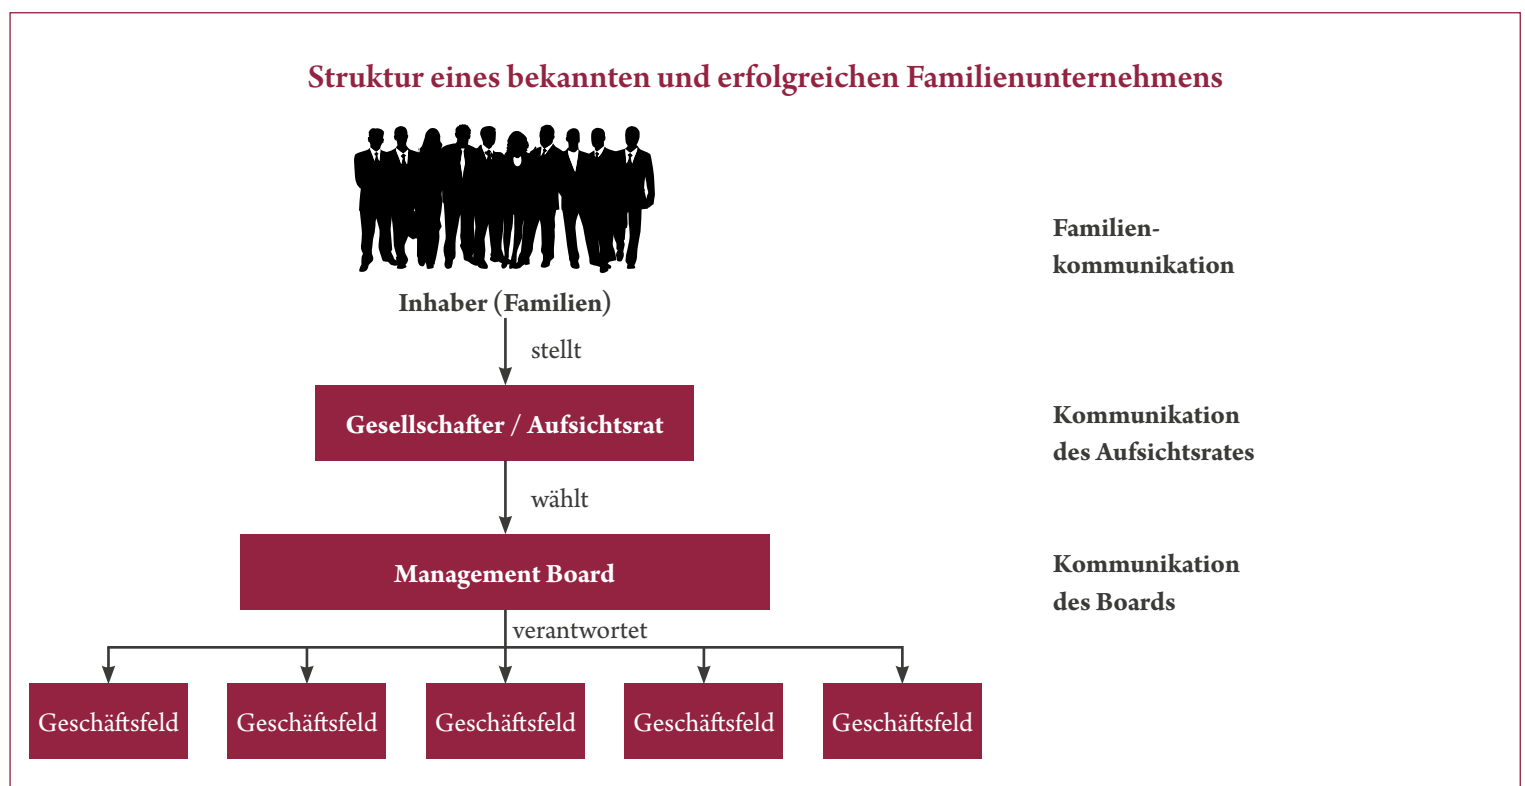 Struktur eines bekannten und erfolgreichen Familienunternehmens
Familien-
kommunikation
Inhaber (Familien)
stellt
Gesellschafter / Aufsichtsrat
Kommunikation
des Aufsichtsrates
wählt
Management Board
Kommunikation
des Boards
verantwortet
Geschäftsfeld
Geschäftsfeld
Geschäftsfeld
Geschäftsfeld
Geschäftsfeld